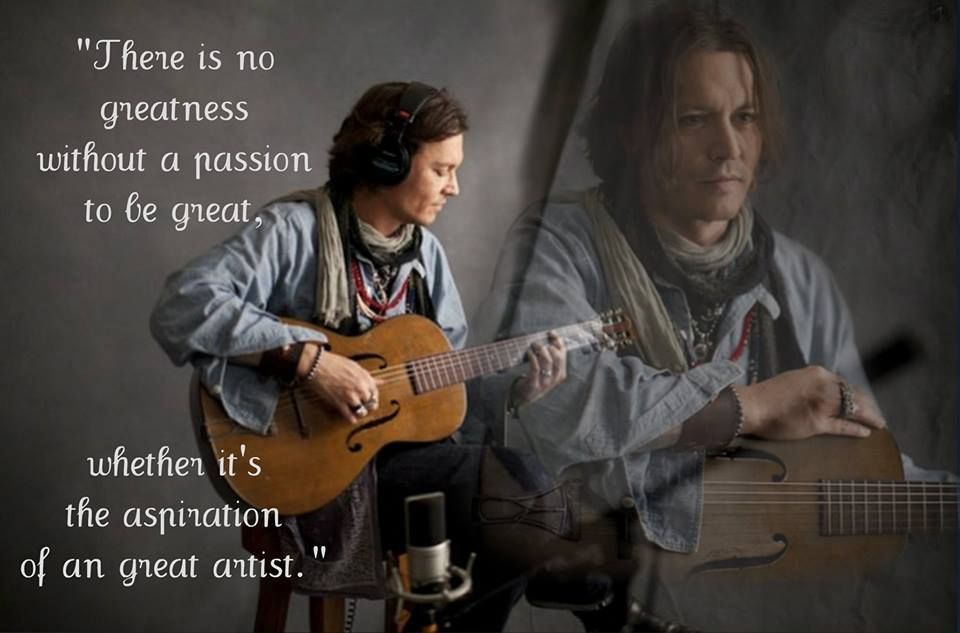 "There is no
greatness
without a passion
to be great,
whether it's
the aspiration
of an great artist."